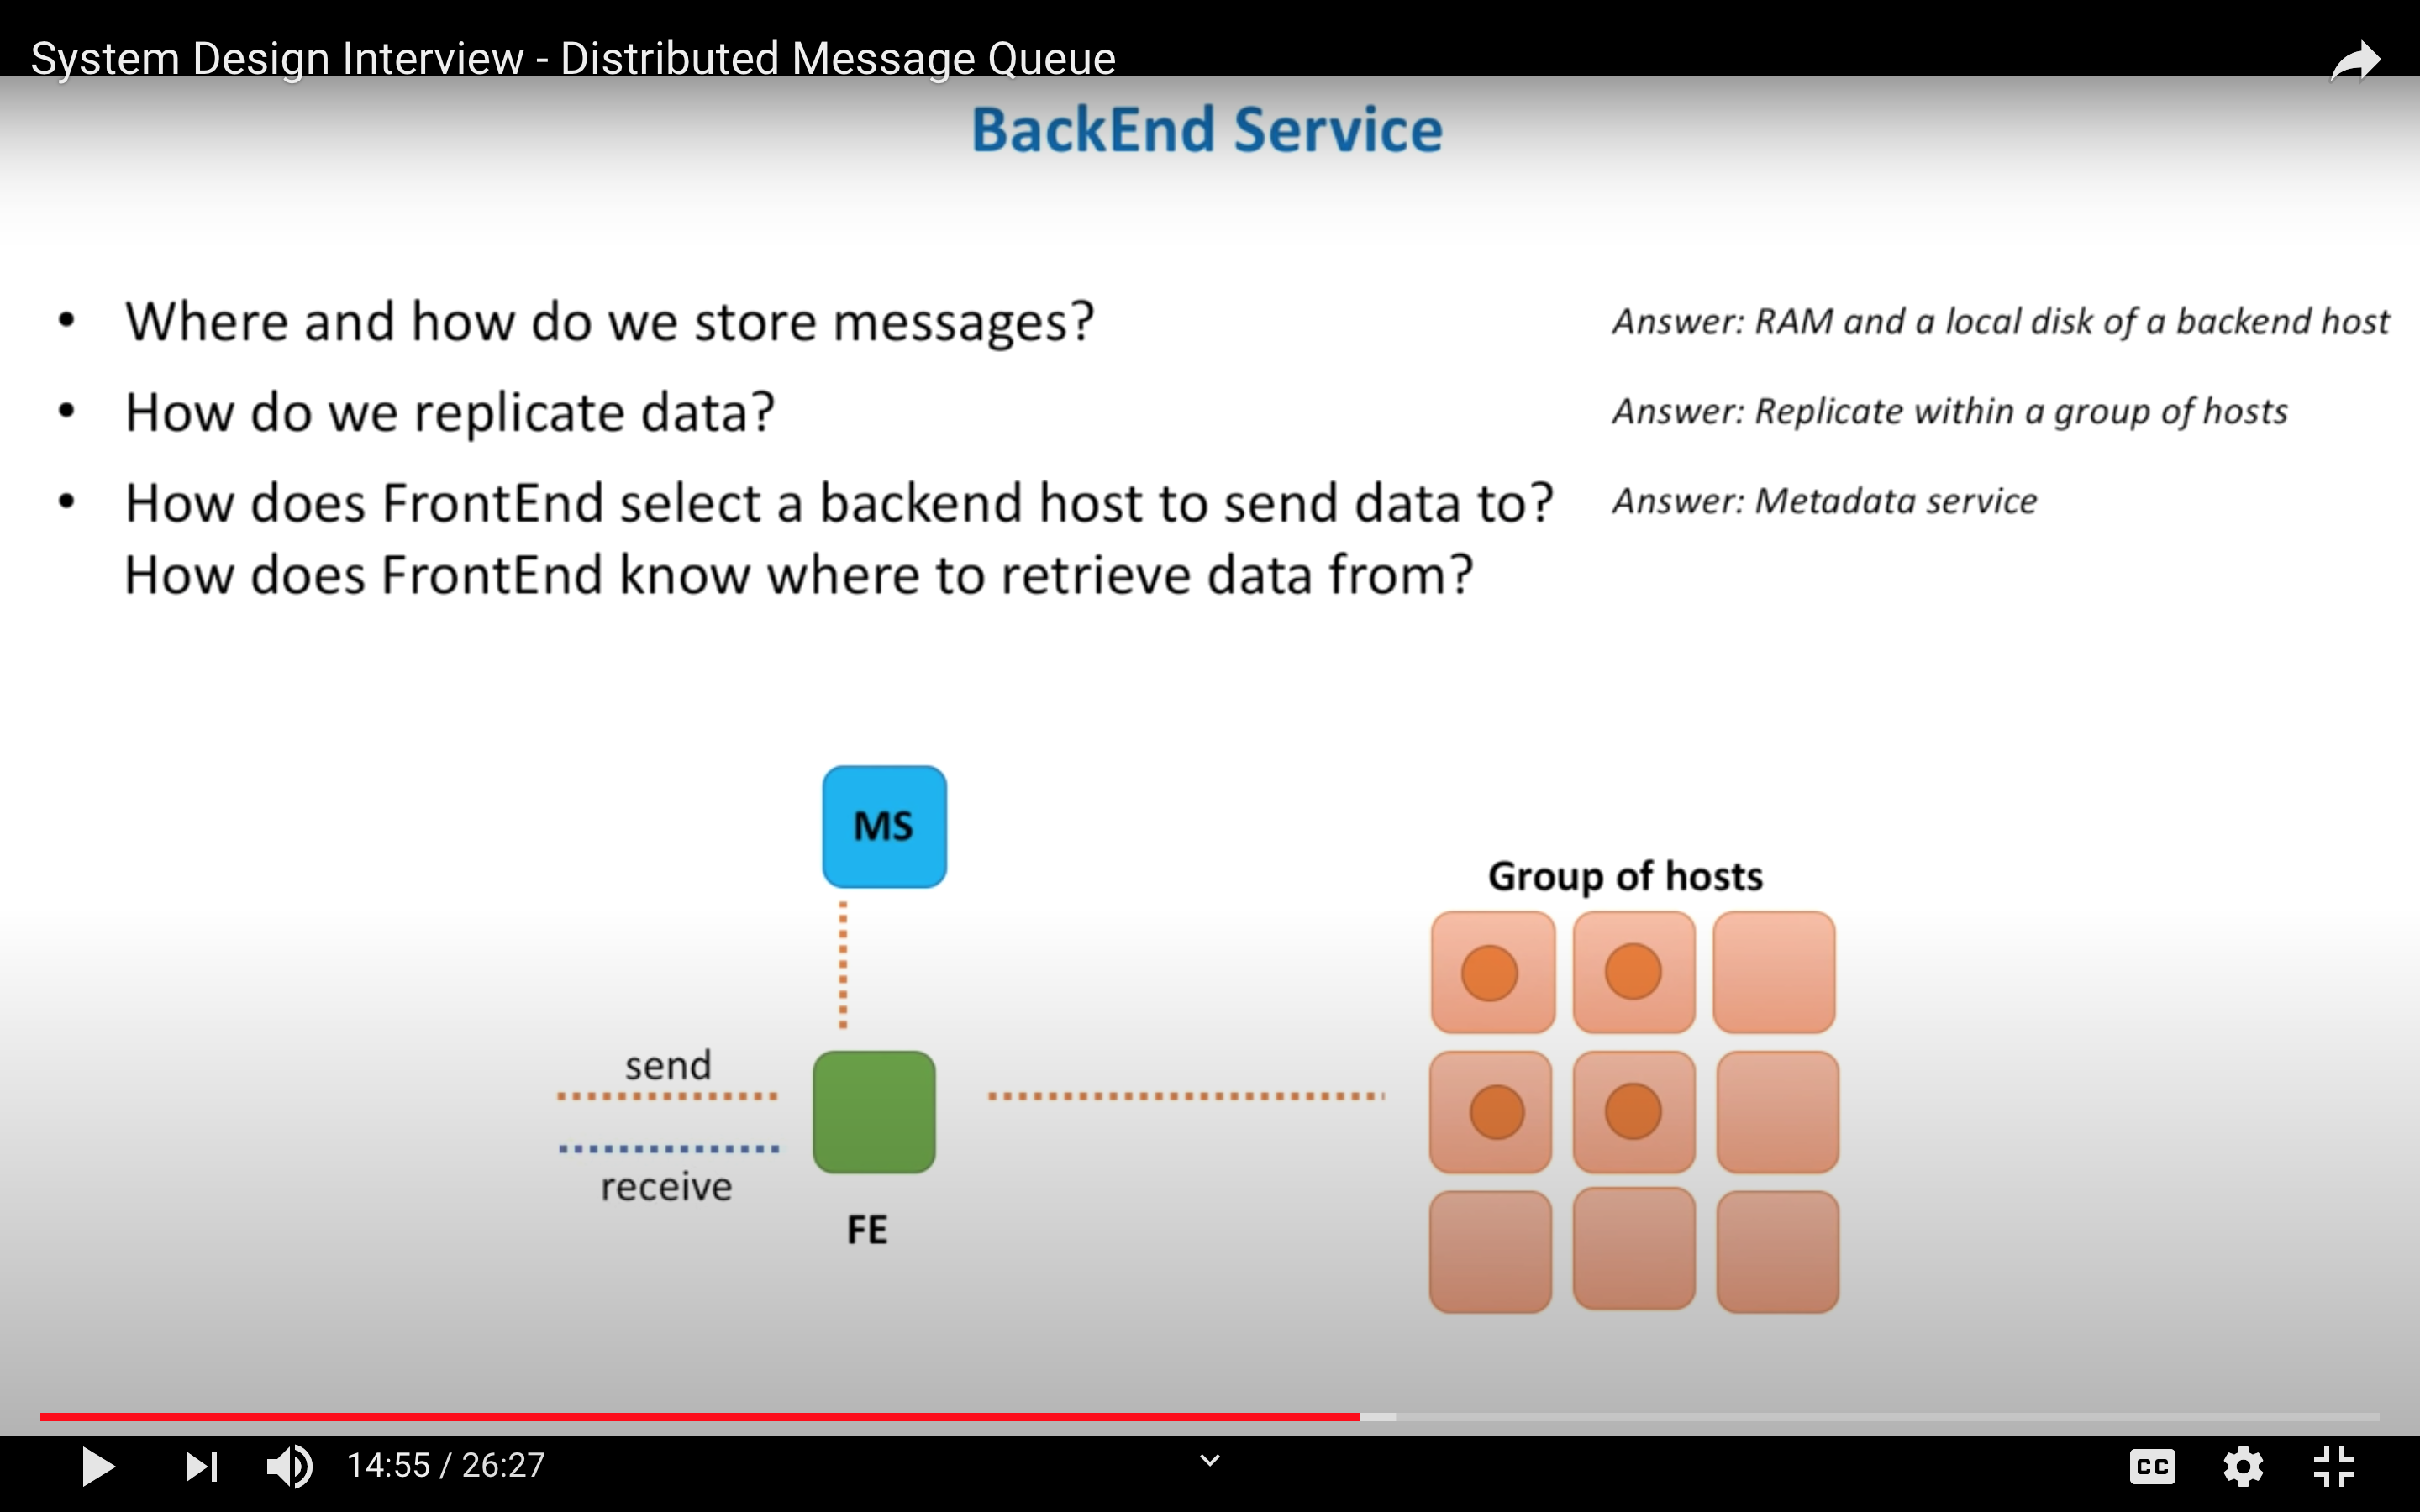 System Design Interview - Distributed Message Queue
BackEnd Service
• Where and how do we store messages?
Answer: RAM and a local disk of a backend host
• How do we replicate data?
Answer: Replicate within a group of hosts
• How does FrontEnd select a backend host to send data to?
Answer: Metadata service
How does FrontEnd know where to retrieve data from?
MS
Group of hosts
send
receive
FE
14:55 / 26:27
CC